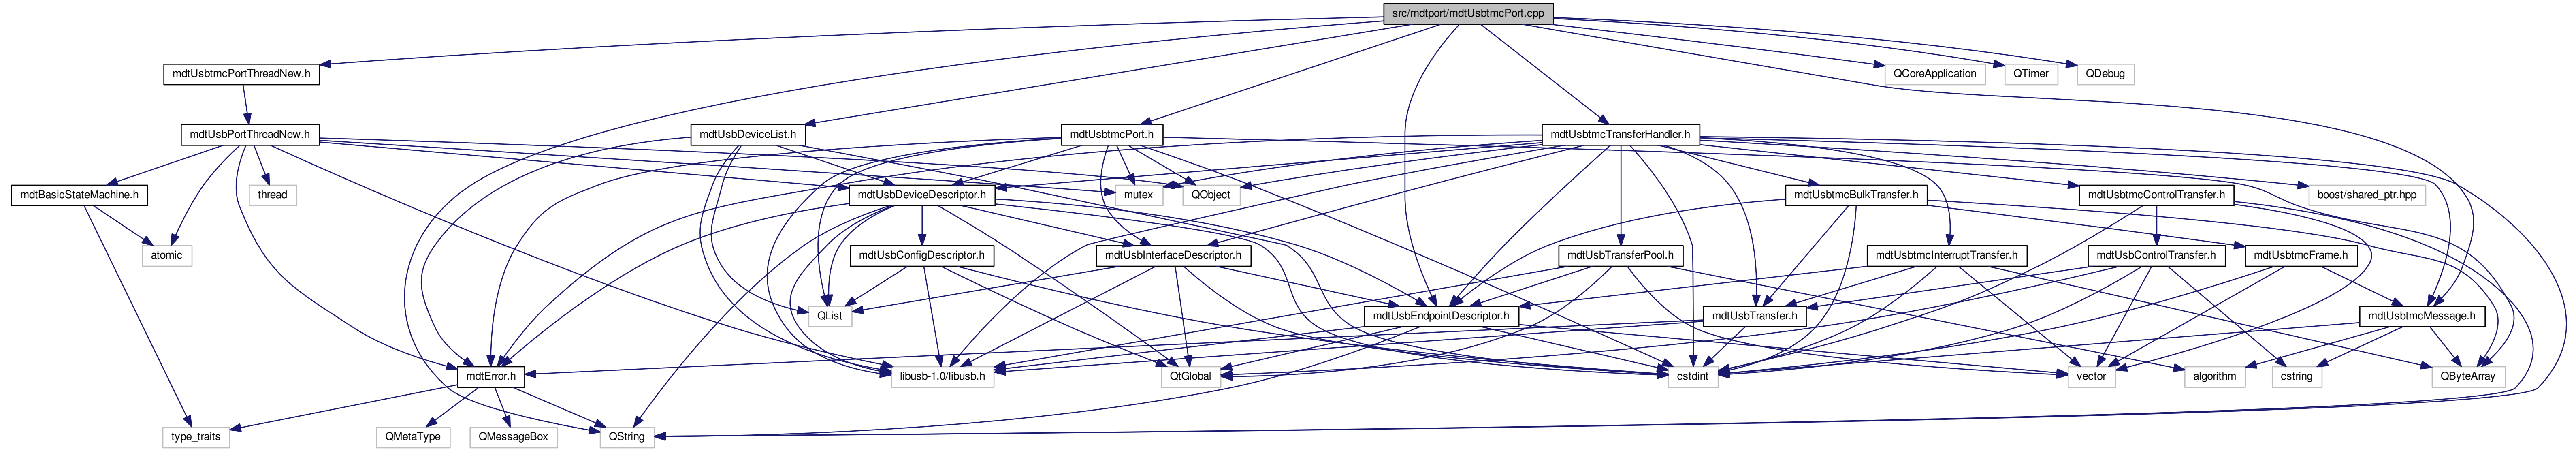 src/mdtport/mdtUsbtmcPort.cpp
mdtUsbtmcPortThreadNew.h
QCoreApplication
QTimer
QDebug
mdtUsbPortThreadNew.h
mdtUsbDeviceList.h
mdtUsbtmcPort.h
mdtUsbtmcTransferHandler.h
mdtBasicStateMachine.h
thread
mdtUsbDeviceDescriptor.h
mutex
QObject
mdtUsbtmcBulkTransfer.h
mdtUsbtmcControlTransfer.h
boost/shared_ptr.hpp
atomic
mdtUsbConfigDescriptor.h
mdtUsbInterfaceDescriptor.h
mdtUsbTransferPool.h
mdtUsbtmcInterruptTransfer.h
mdtUsbControlTransfer.h
mdtUsbtmcFrame.h
QList
mdtUsbEndpointDescriptor.h
mdtUsbTransfer.h
mdtUsbtmcMessage.h
mdtError.h
libusb-1.0/libusb.h
QtGlobal
cstdint
vector
algorithm
cstring
QByteArray
type_traits
QMetaType
QMessageBox
QString